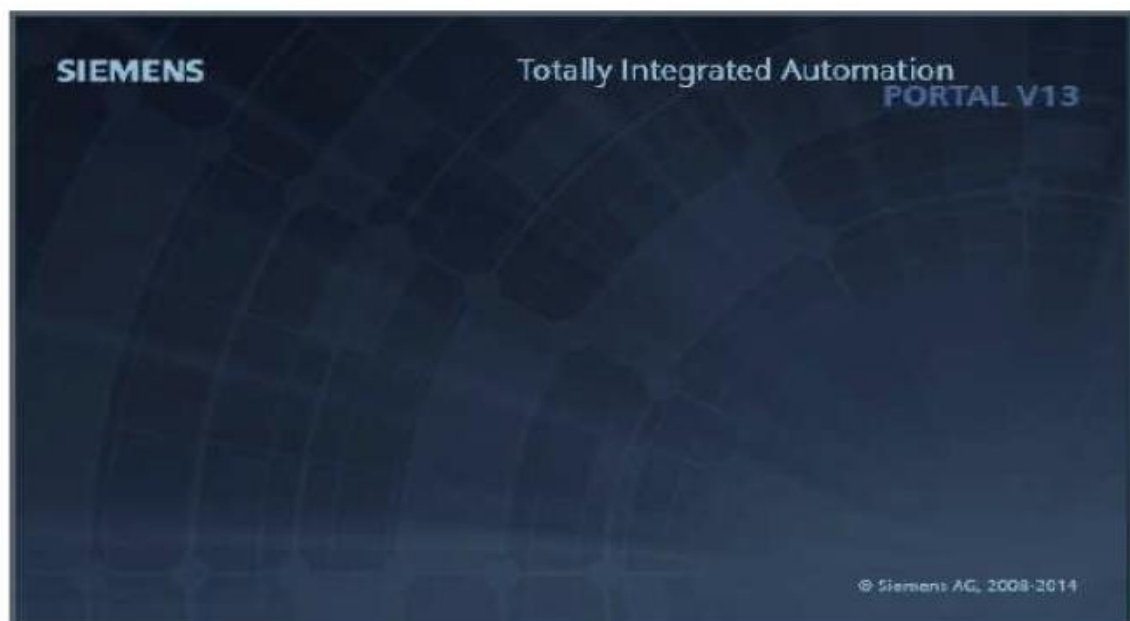 SIEMENS
Totally Integrated Automation
PORTAL V13
© Siemens AG, 2008-2014